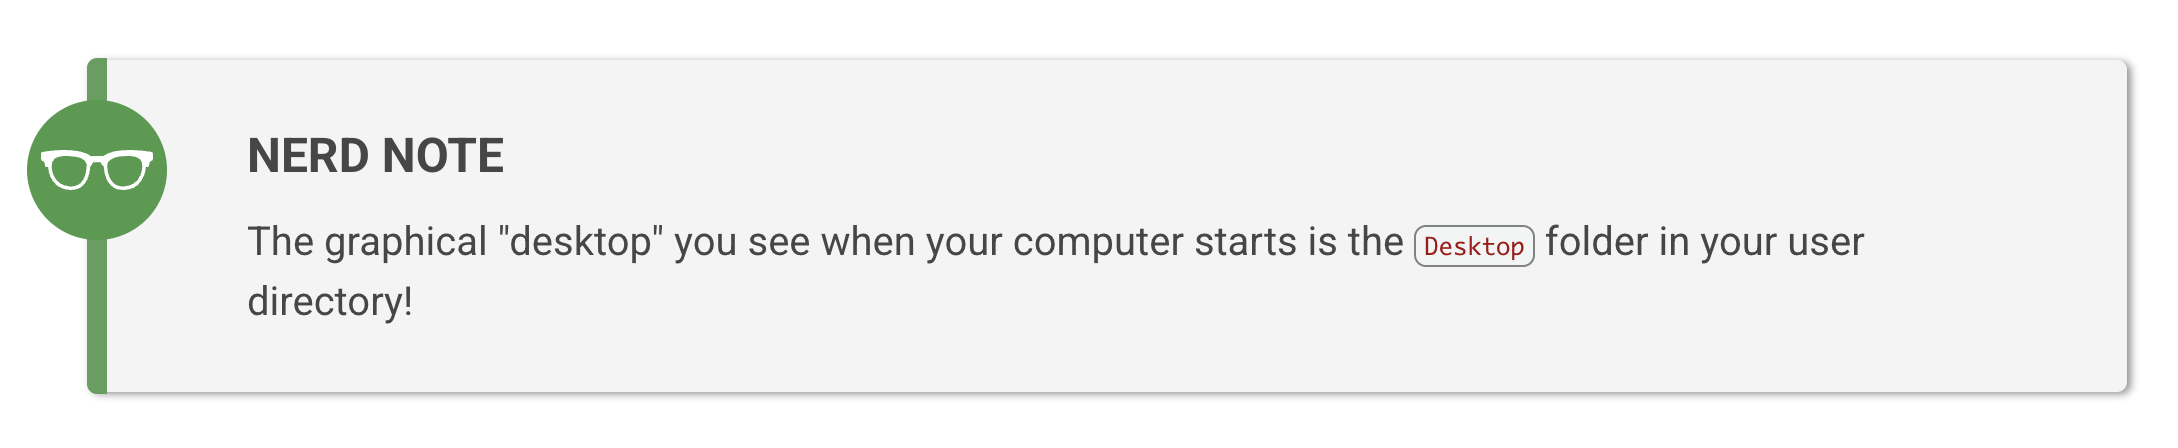 NERD NOTE
The graphical "desktop" you see when your computer starts is the Desktop folder in your user
directory!